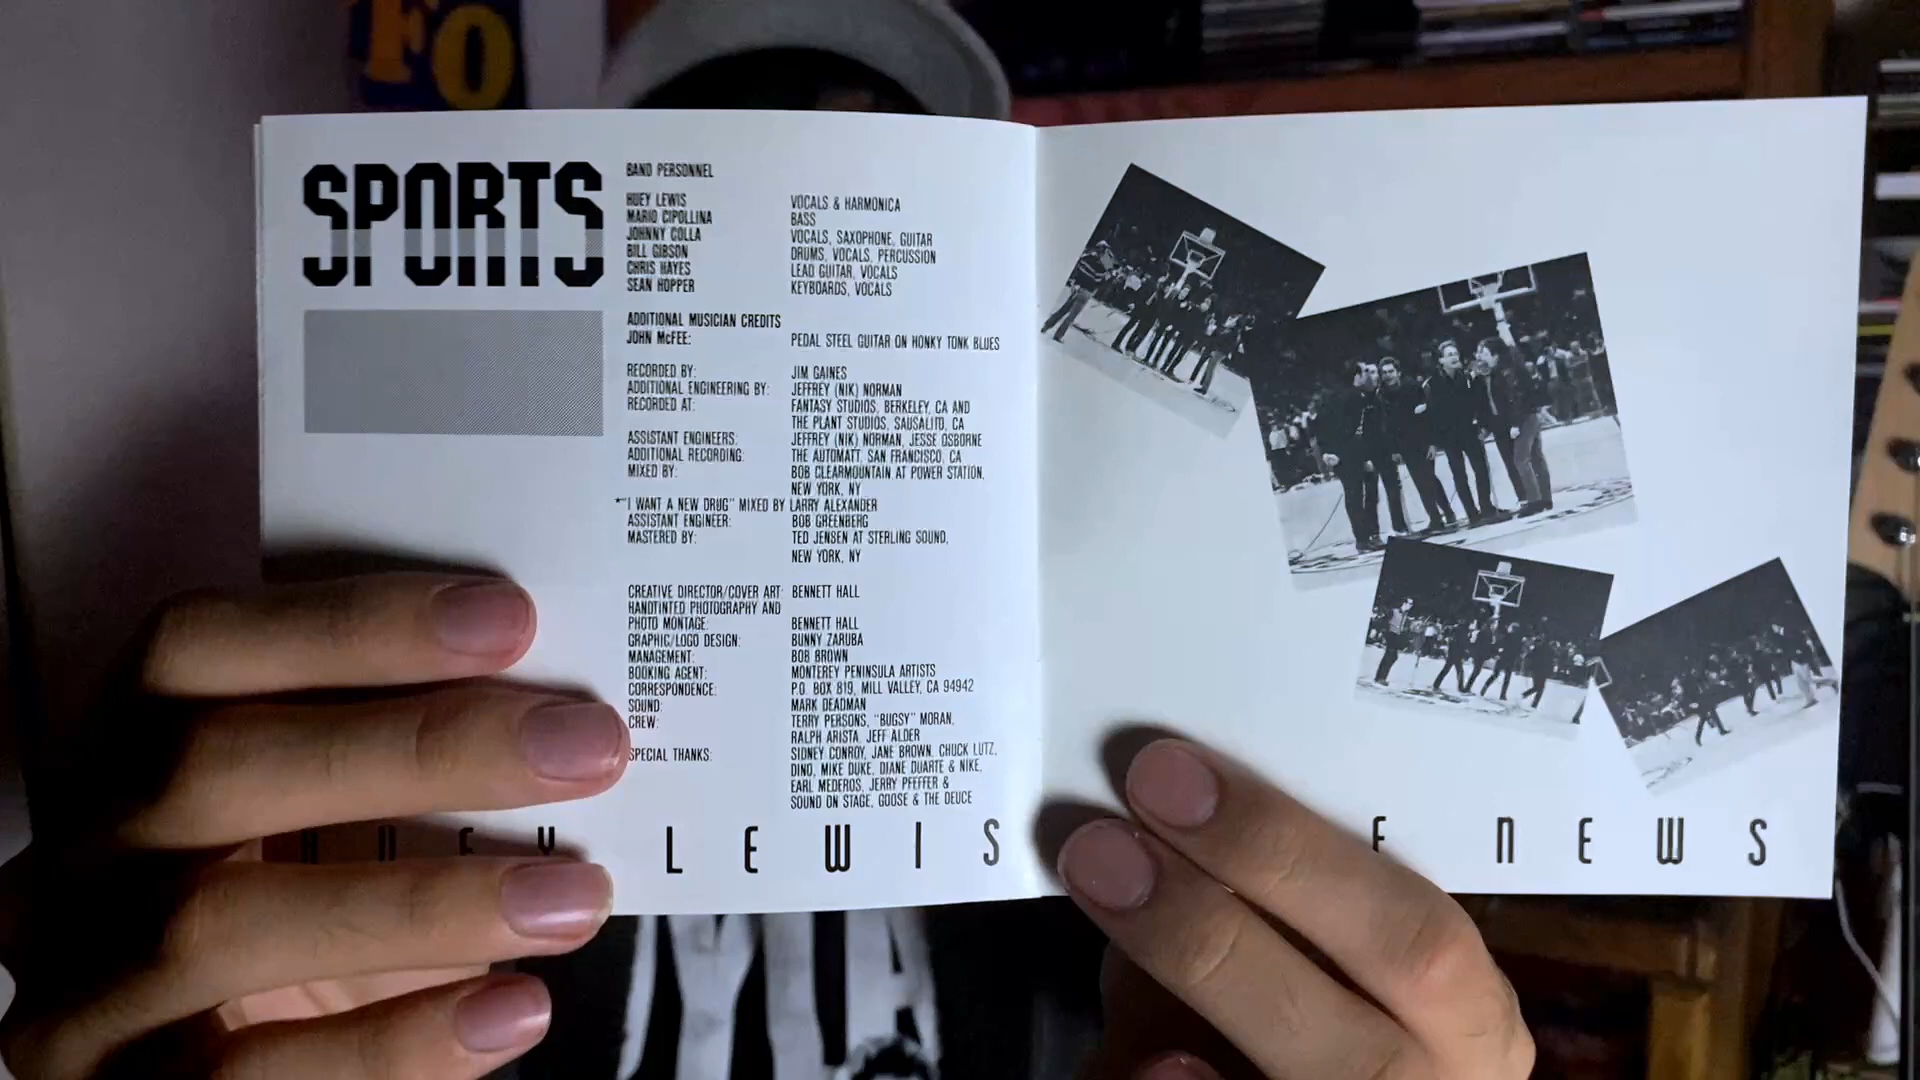 FO
SPORTS
BAND PERSONNEL
HUEY LEWIS VOCALS & HARMONICA
MARIO CIPOLLINA BASS
JOHNNY COLLA VOCALS, SAXOPHONE, GUITAR
BILL GIBSON DRUMS, VOCALS, PERCUSSION
CHRIS HAYES LEAD GUITAR, VOCALS
SEAN HOPPER KEYBOARDS, VOCALS
ADDITIONAL MUSICIAN CREDITS
JOHN McFEE: PEDAL STEEL GUITAR ON HONKY TONK BLUES
RECORDED BY: JIM GAINES
ADDITIONAL ENGINEERING BY: JEFFREY (NIK) NORMAN
RECORDED AT: FANTASY STUDIOS, BERKELEY, CA AND
THE PLANT STUDIOS, SAUSALITO, CA
ASSISTANT ENGINEERS: JEFFREY (NIK) NORMAN, JESSE OSBORNE
ADDITIONAL RECORDING: THE AUTOMATT, SAN FRANCISCO, CA
MIXED BY: BOB CLEARMOUNTAIN AT POWER STATION,
NEW YORK, NY
*"I WANT A NEW DRUG" MIXED BY LARRY ALEXANDER
ASSISTANT ENGINEER: BOB GREENBERG
MASTERED BY: TED JENSEN AT STERLING SOUND,
NEW YORK, NY
CREATIVE DIRECTOR/COVER ART: BENNETT HALL
HANDTINTED PHOTOGRAPHY AND
PHOTO MONTAGE: BENNETT HALL
GRAPHIC/LOGO DESIGN: BUNNY ZARUBA
MANAGEMENT: BOB BROWN
BOOKING AGENT: MONTEREY PENINSULA ARTISTS
CORRESPONDENCE: P.O. BOX 819, MILL VALLEY, CA 94942
SOUND: MARK DEADMAN
CREW: TERRY PERSONS, "BUGSY" MORAN,
RALPH ARISTA, JEFF ALDER
SPECIAL THANKS: SIDNEY CONROY, JANE BROWN, CHUCK LUTZ,
DINO, MIKE DUKE, DIANE DUARTE & NIKE,
EARL MEDEROS, JERRY PFEFFER &
SOUND ON STAGE, GOOSE & THE DEUCE
HUEY LEWIS E NEWS